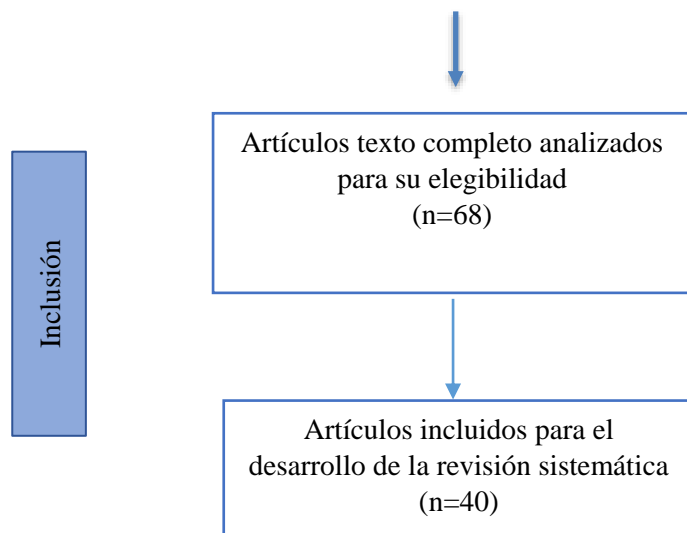 Artículos texto completo analizados
para su elegibilidad
(n=68)
Inclusión
Artículos incluidos para el
desarrollo de la revisión sistemática
(n=40)